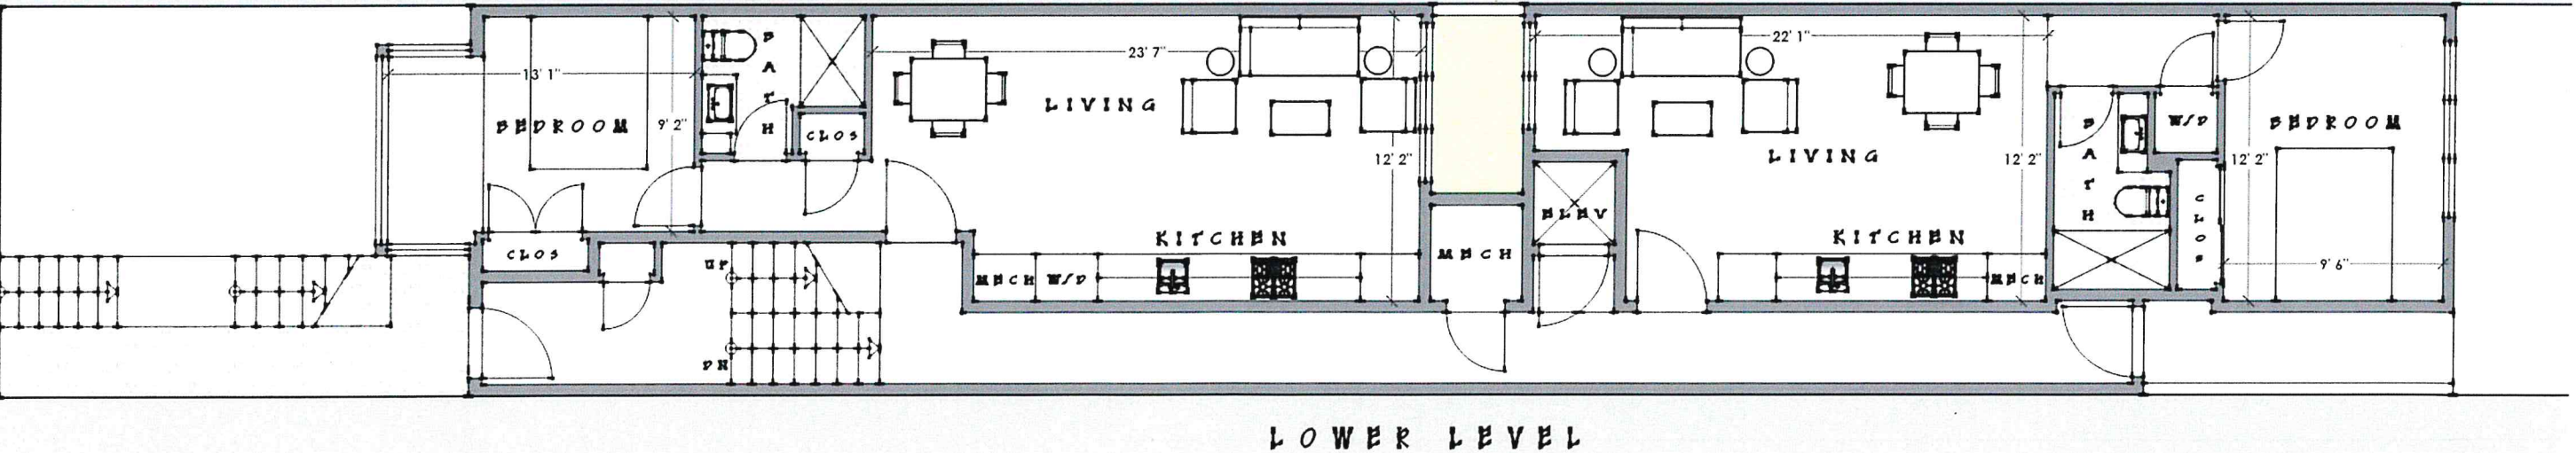 13' 1"
BEDROOM
9' 2"
BATH
CLOS
CLOS
UP
DN
23' 7"
LIVING
12' 2"
KITCHEN
MECH
W/D
MECH
ELEV
22' 1"
LIVING
12' 2"
KITCHEN
MECH
BATH
W/D
CLOS
BEDROOM
12' 2"
9' 6"
LOWER LEVEL